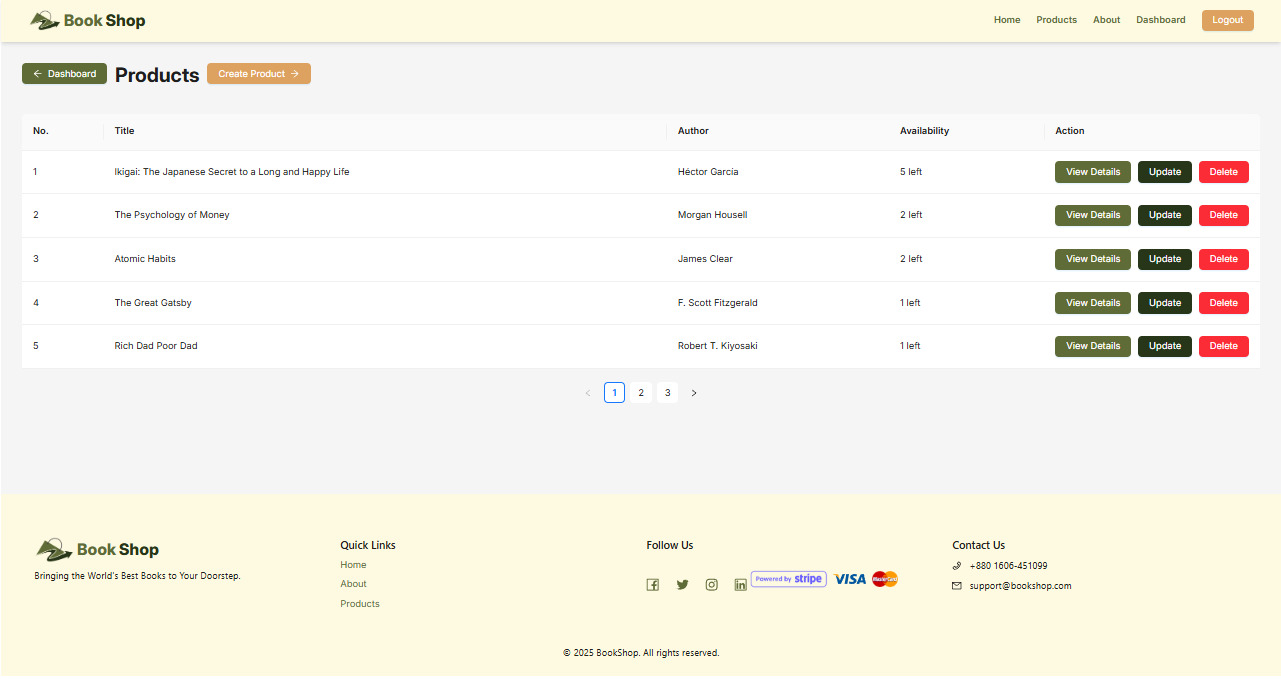 Book Shop
Home Products About Dashboard Logout
Dashboard Products Create Product
No. Title Author Availability Action
1 Ikigai: The Japanese Secret to a Long and Happy Life Héctor García 5 left View Details Update Delete
2 The Psychology of Money Morgan Housell 2 left View Details Update Delete
3 Atomic Habits James Clear 2 left View Details Update Delete
4 The Great Gatsby F. Scott Fitzgerald 1 left View Details Update Delete
5 Rich Dad Poor Dad Robert T. Kiyosaki 1 left View Details Update Delete
1 2 3
Book Shop
Bringing the World's Best Books to Your Doorstep.
Quick Links
Home
About
Products
Follow Us
Powered by stripe VISA MasterCard
Contact Us
+880 1606-451099
support@bookshop.com
© 2025 BookShop. All rights reserved.